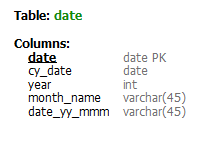 Table: date
Columns:
date date PK
cy_date date
year int
month_name varchar(45)
date_yy_mmm varchar(45)